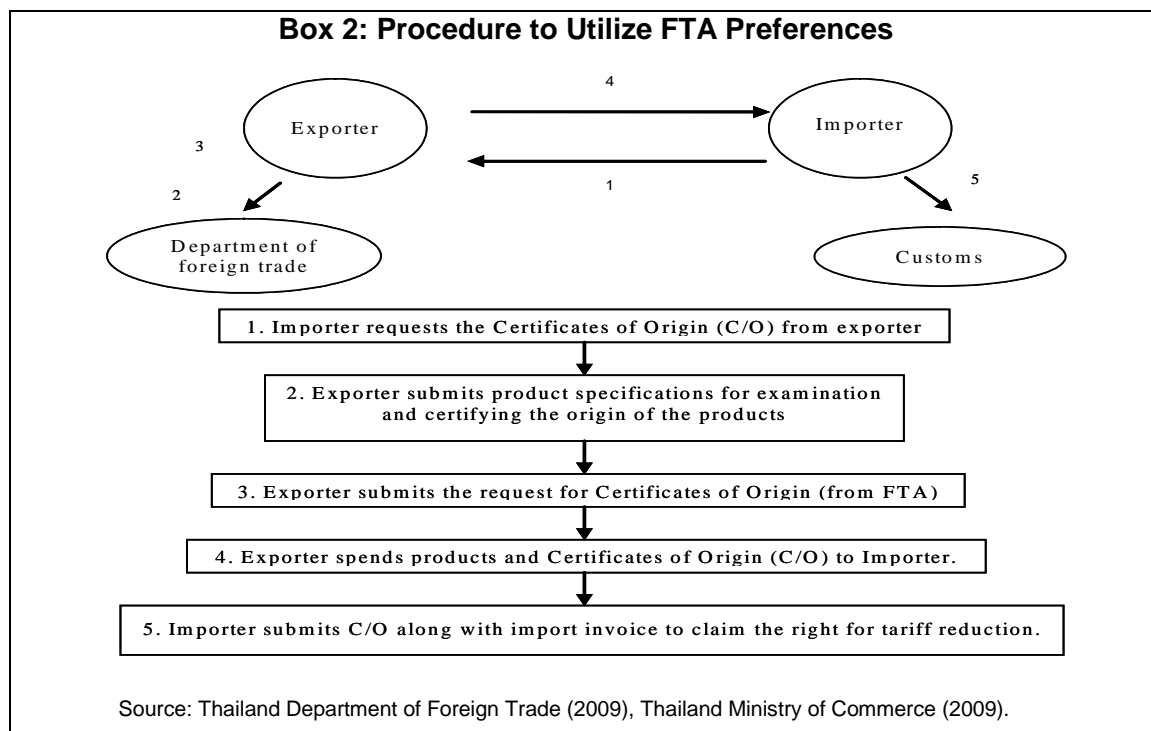 Box 2: Procedure to Utilize FTA Preferences
4
Exporter
Importer
3
1
5
2
Department of
foreign trade
Customs
1. Importer requests the Certificates of Origin (C/O) from exporter
2. Exporter submits product specifications for examination
and certifying the origin of the products
3. Exporter submits the request for Certificates of Origin (from FTA)
4. Exporter spends products and Certificates of Origin (C/O) to Importer.
5. Importer submits C/O along with import invoice to claim the right for tariff reduction.
Source: Thailand Department of Foreign Trade (2009), Thailand Ministry of Commerce (2009).